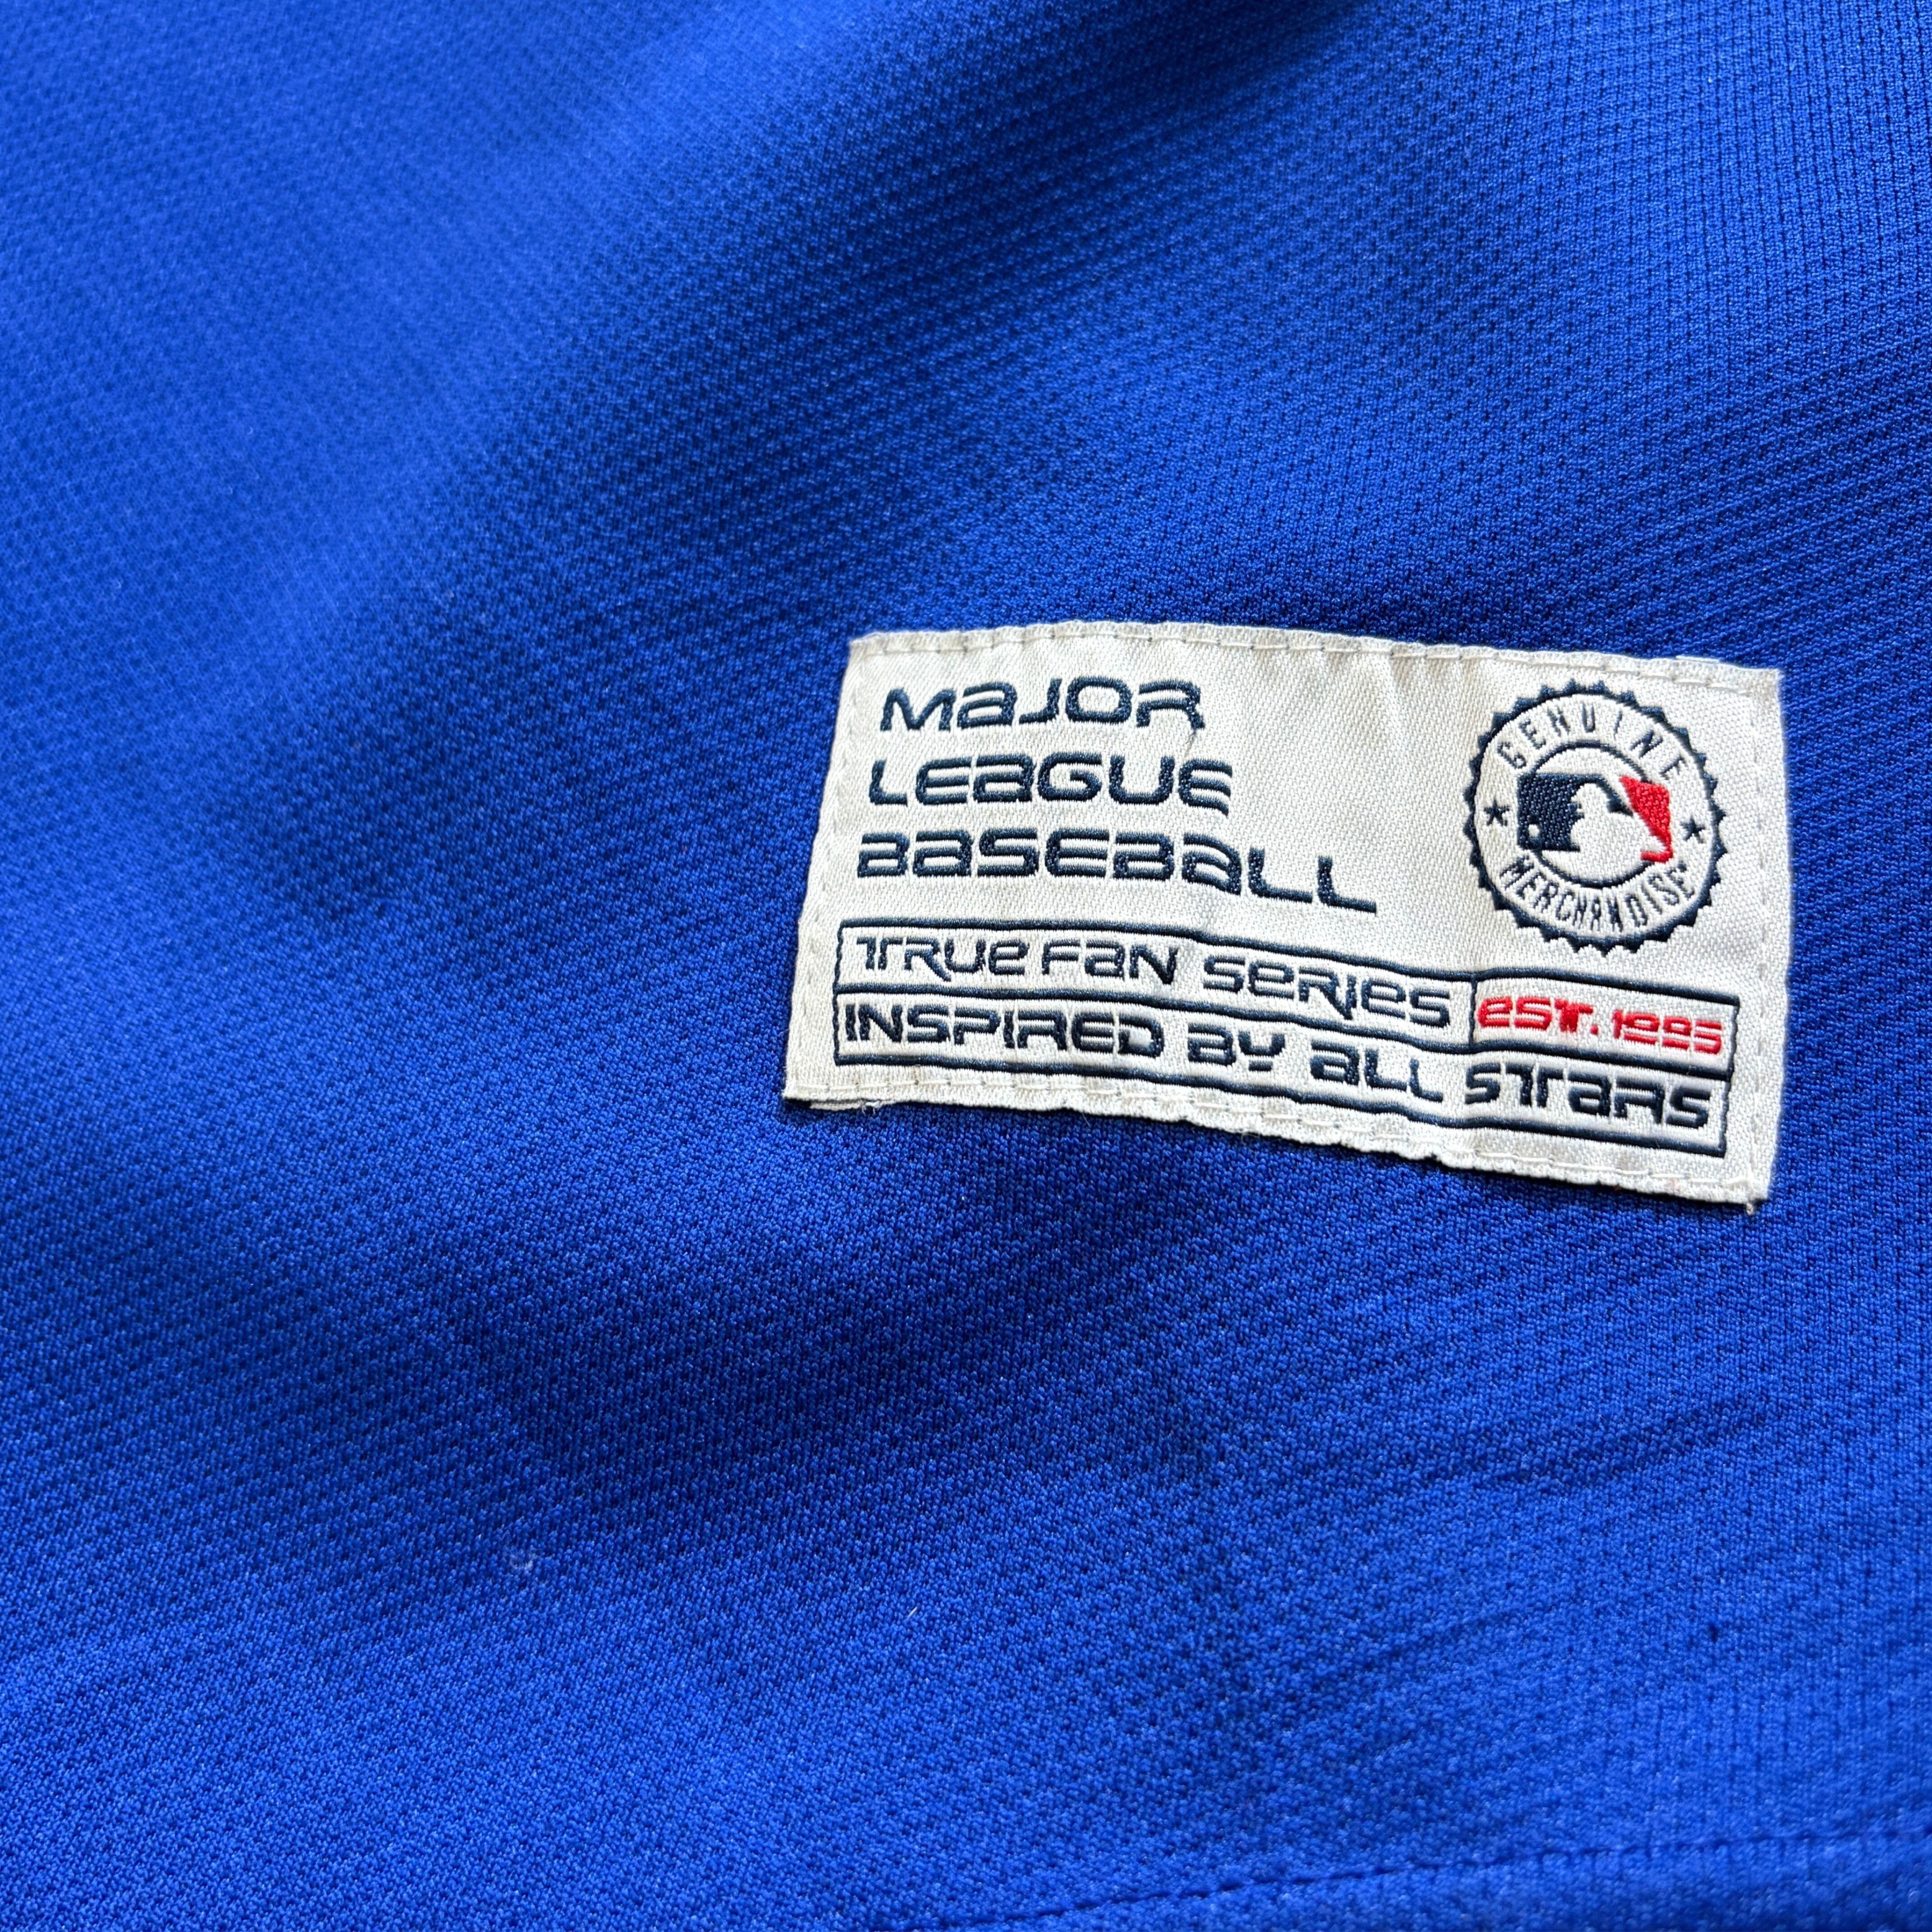 MaJOR
LEaGUE
BaSEBaLL
GENUINE
MERCHANDISE
TRUe Fan SeRIes
esT. 1995
INSPIRED BY aLL STaRS